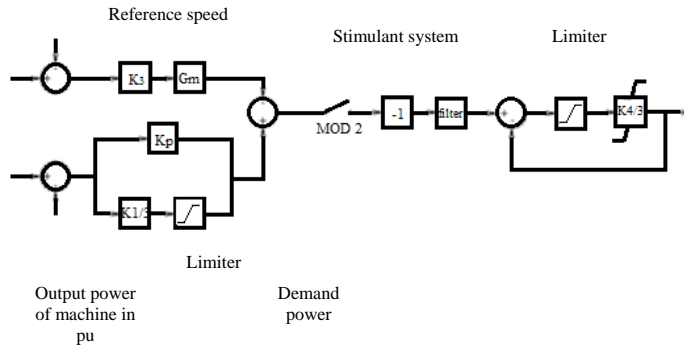 Reference speed
Stimulant system
Limiter
K3
Gm
MOD 2
-1
filter
K4/3
Kp
K1/3
Limiter
Output power
of machine in
pu
Demand
power